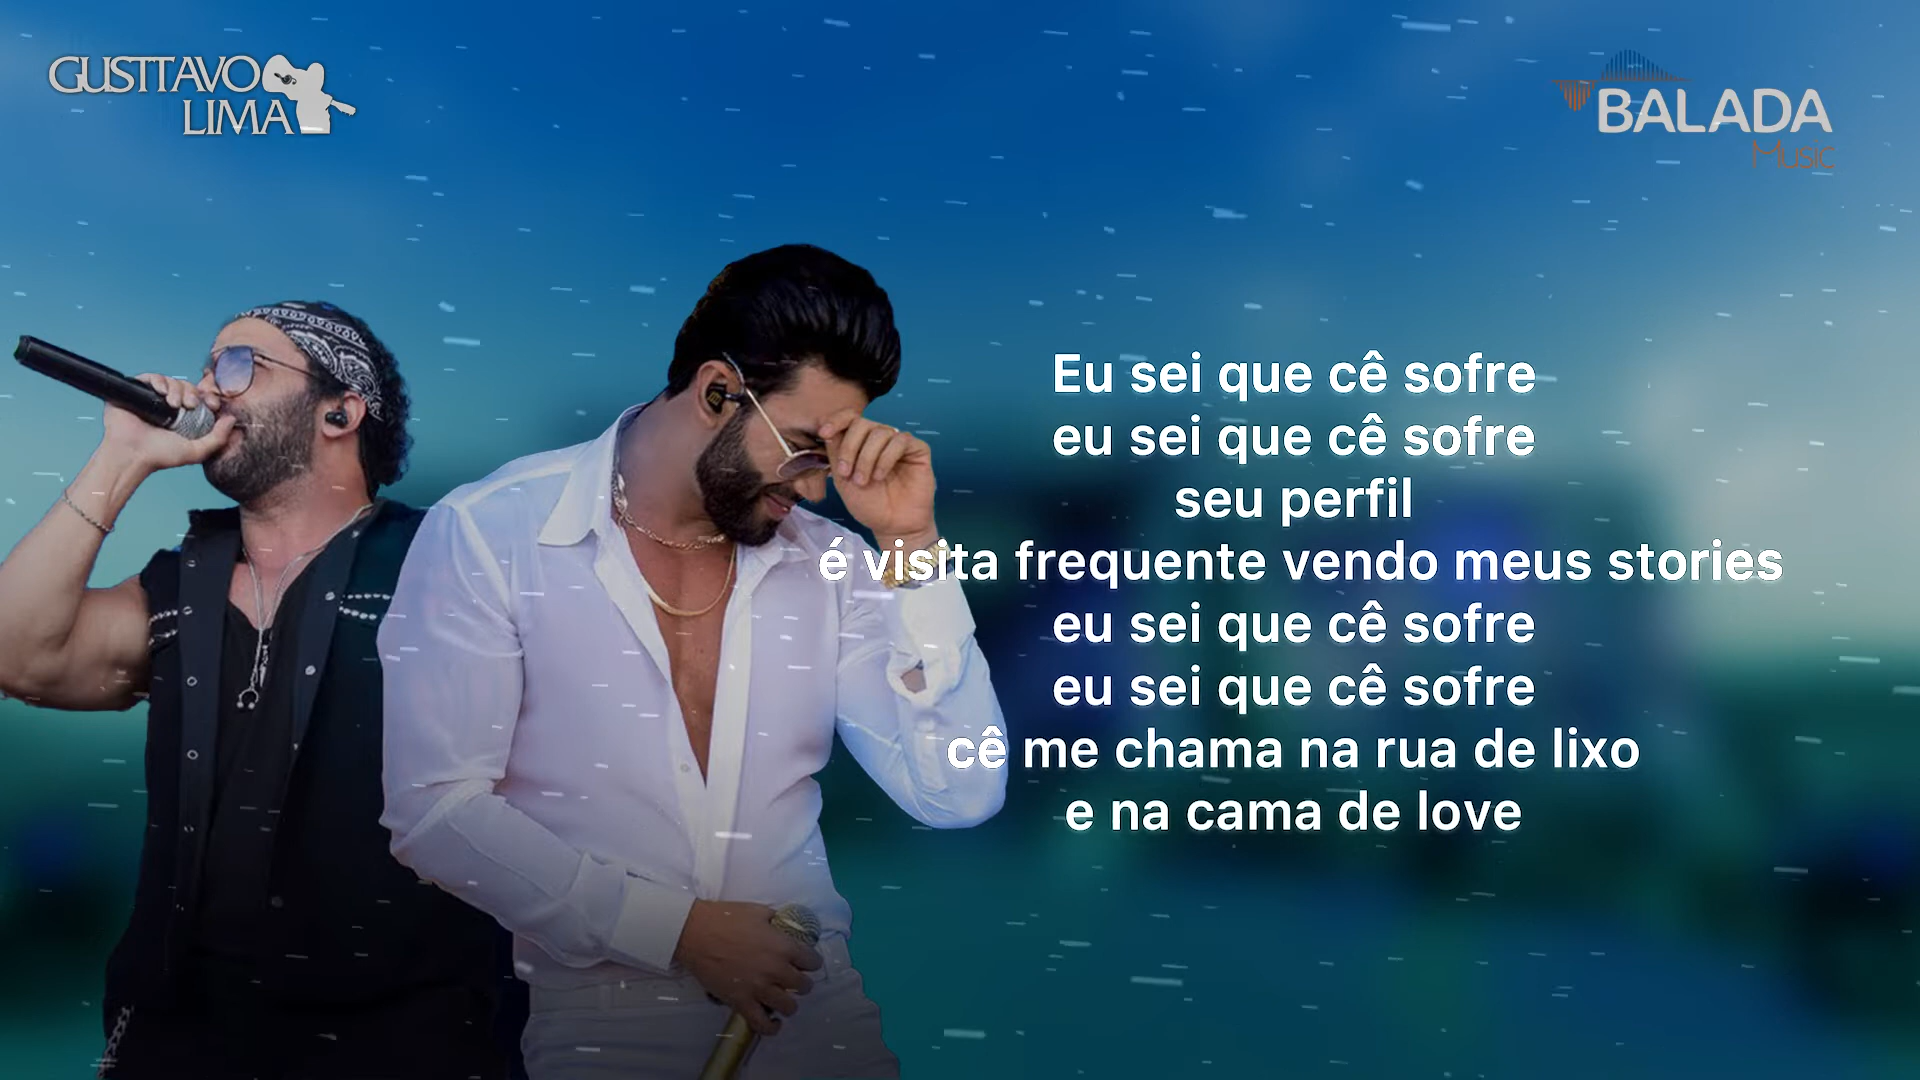 GUSTTAVO
LIMA
BALADA
Music
Eu sei que cê sofre
eu sei que cê sofre
seu perfil
é visita frequente vendo meus stories
eu sei que cê sofre
eu sei que cê sofre
cê me chama na rua de lixo
e na cama de love